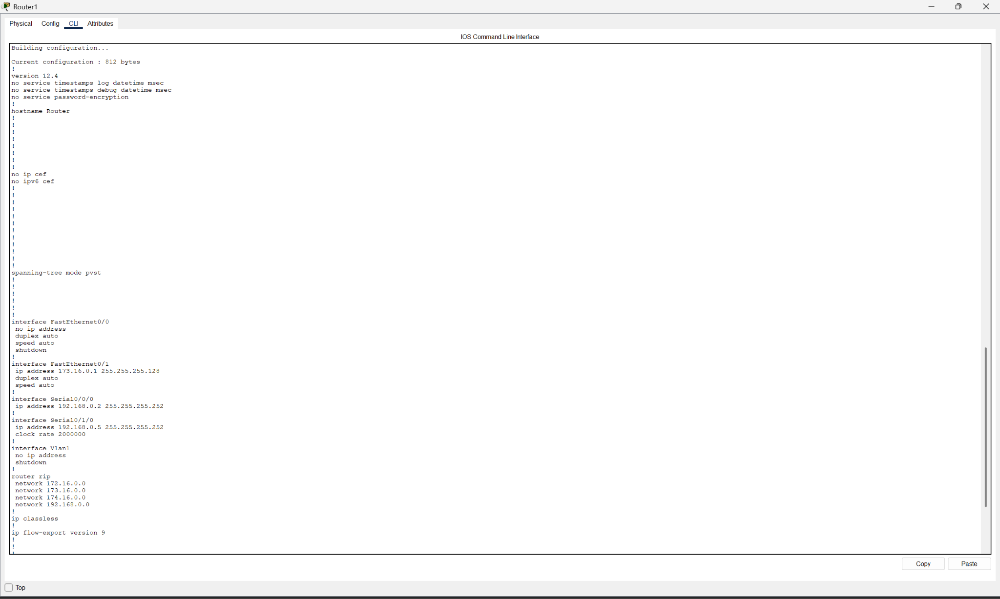 Router1
Physical Config CLI Attributes
IOS Command Line Interface
Building configuration...
Current configuration : 812 bytes
!
version 12.4
no service timestamps log datetime msec
no service timestamps debug datetime msec
no service password-encryption
!
hostname Router
!
!
!
!
!
!
!
!
no ip cef
no ipv6 cef
!
!
!
!
!
!
!
!
!
!
!
!
spanning-tree mode pvst
!
!
!
!
!
!
interface FastEthernet0/0
 no ip address
 duplex auto
 speed auto
 shutdown
!
interface FastEthernet0/1
 ip address 173.16.0.1 255.255.255.128
 duplex auto
 speed auto
!
interface Serial0/0/0
 ip address 192.168.0.2 255.255.255.252
!
interface Serial0/1/0
 ip address 192.168.0.5 255.255.255.252
 clock rate 2000000
!
interface Vlan1
 no ip address
 shutdown
!
router rip
 network 172.16.0.0
 network 173.16.0.0
 network 174.16.0.0
 network 192.168.0.0
!
ip classless
!
ip flow-export version 9
!
!
!
Copy Paste
Top